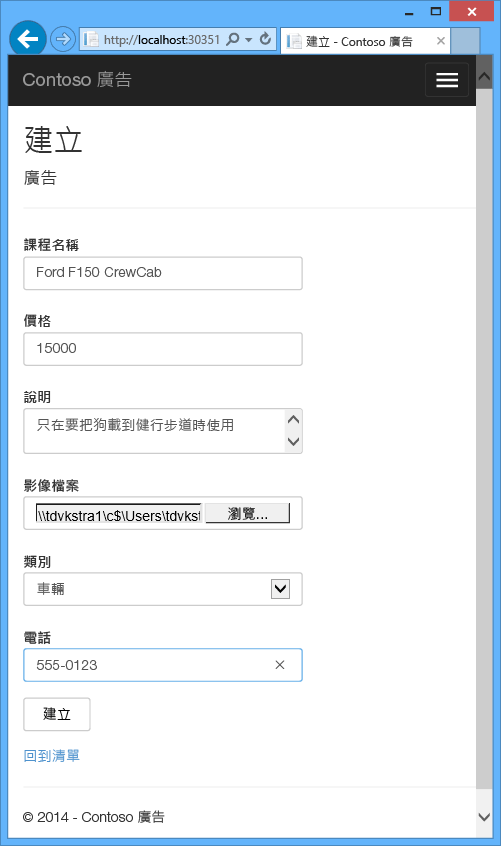 http://localhost:30351
建立 - Contoso 廣告
Contoso 廣告
建立
廣告
課程名稱
Ford F150 CrewCab
價格
15000
說明
只在要把狗載到健行步道時使用
影像檔案
\\tdvkstra1\c$\Users\tdvkst
瀏覽...
類別
車輛
電話
555-0123
建立
回到清單
© 2014 - Contoso 廣告